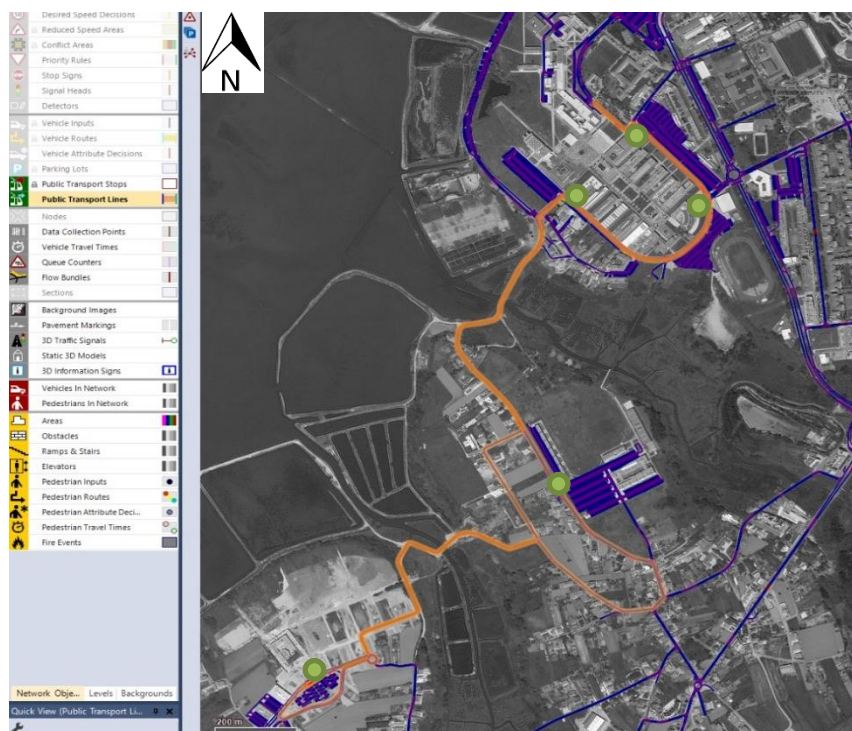 Desired Speed Decisions
Reduced Speed Areas
Conflict Areas
Priority Rules
Stop Signs
Signal Heads
Detectors
Vehicle Inputs
Vehicle Routes
Vehicle Attribute Decisions
Parking Lots
Public Transport Stops
Public Transport Lines
Nodes
Data Collection Points
Vehicle Travel Times
Queue Counters
Flow Bundles
Sections
Background Images
Pavement Markings
3D Traffic Signals
Static 3D Models
3D Information Signs
Vehicles In Network
Pedestrians In Network
Areas
Obstacles
Ramps & Stairs
Elevators
Pedestrian Inputs
Pedestrian Routes
Pedestrian Attribute Deci...
Pedestrian Travel Times
Fire Events
Network Obje... Levels Backgrounds
Quick View (Public Transport Li...
N
200 m